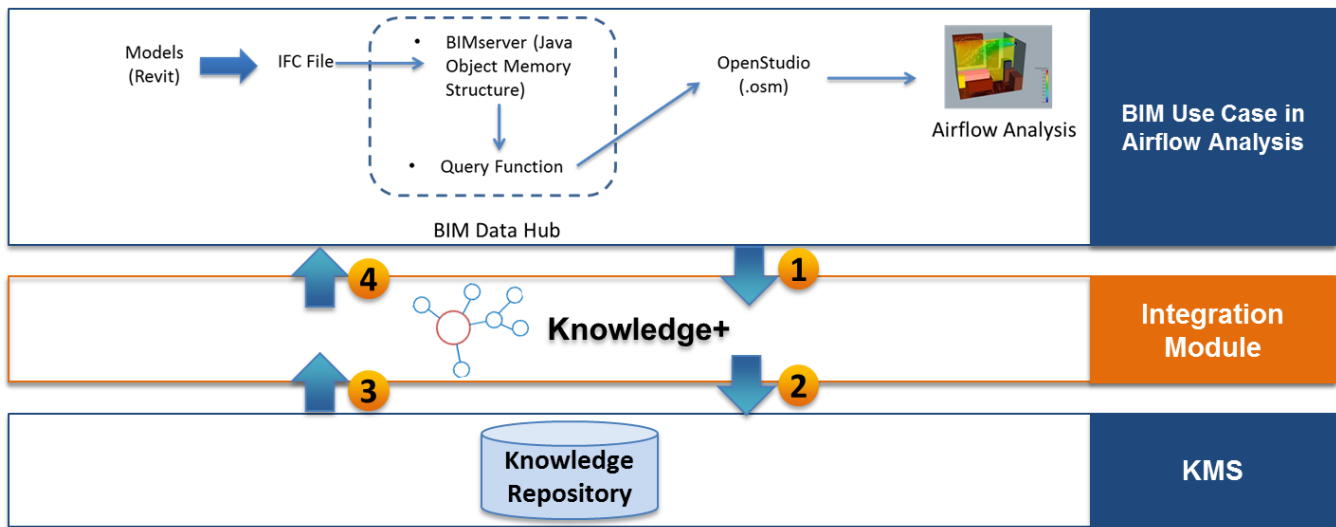 Models
(Revit)
IFC File
• BIMserver (Java
Object Memory
Structure)
• Query Function
BIM Data Hub
OpenStudio
(.osm)
Airflow Analysis
BIM Use Case in
Airflow Analysis
4
1
Knowledge+
Integration
Module
3
2
Knowledge
Repository
KMS